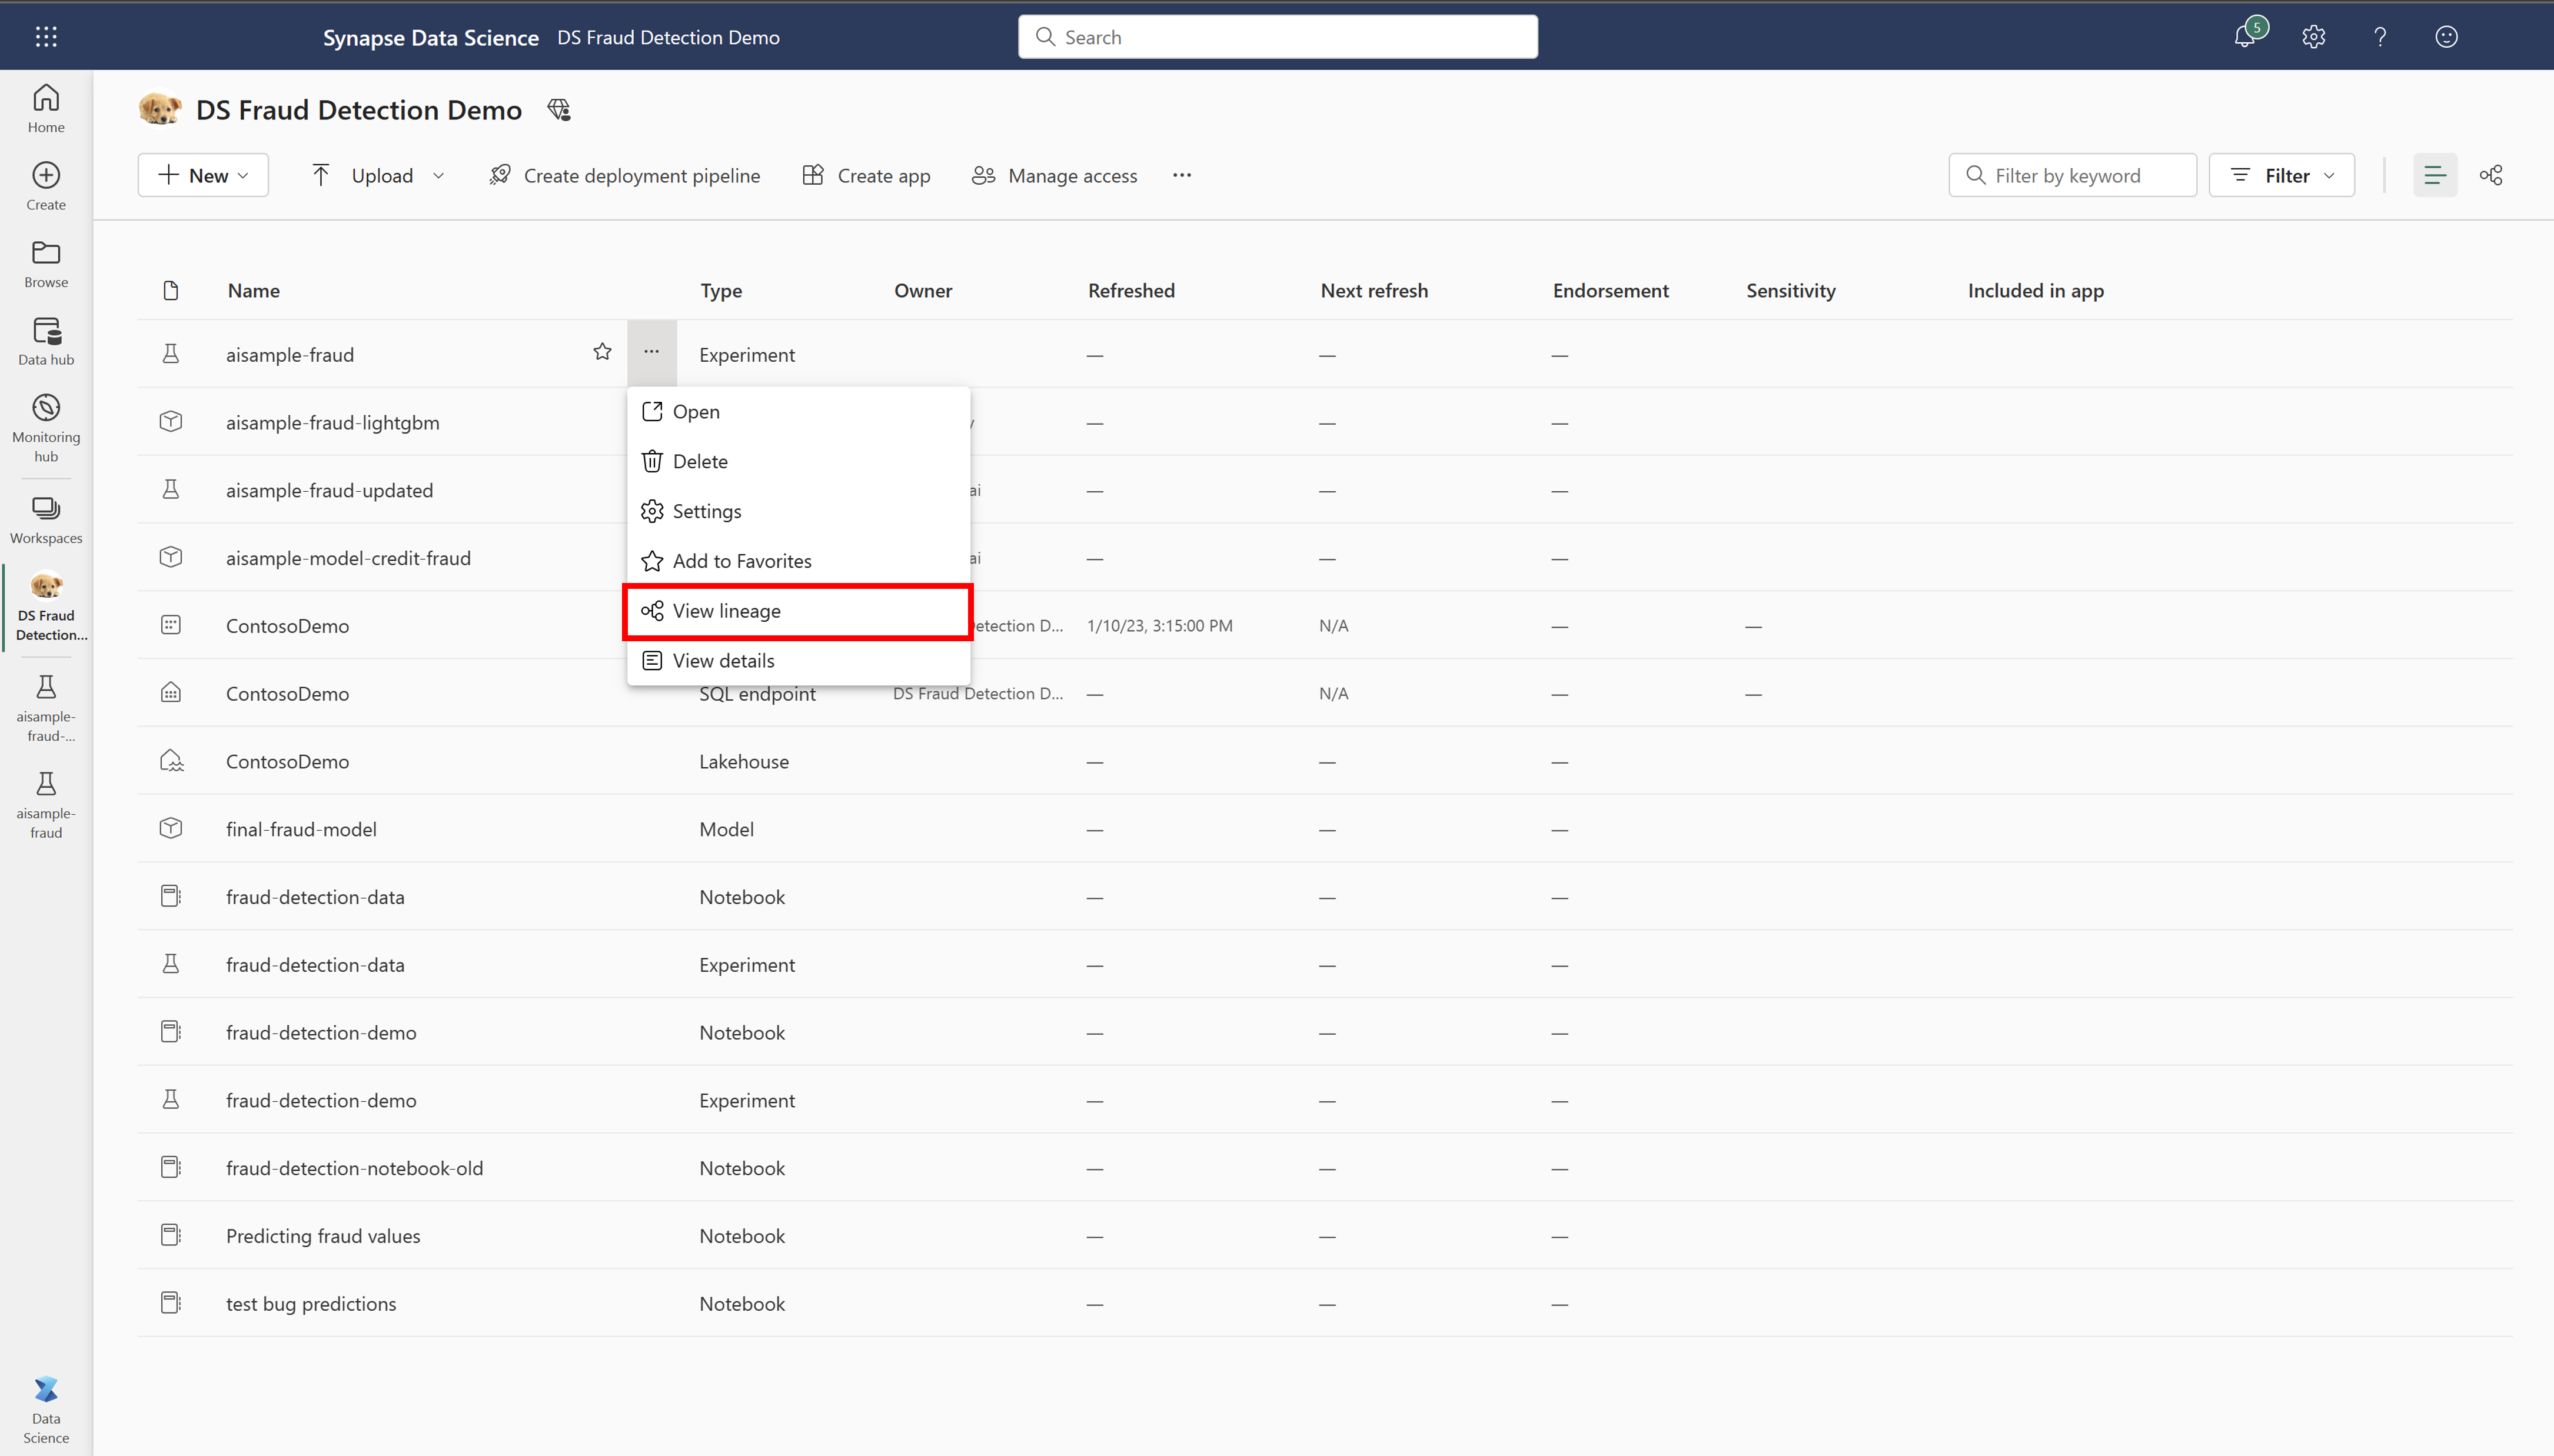 Synapse Data Science DS Fraud Detection Demo Search 5
Home
Create
Browse
Data hub
Monitoring
hub
Workspaces
DS Fraud
Detection...
aisample-
fraud-...
aisample-
fraud
Data
Science
DS Fraud Detection Demo
New Upload Create deployment pipeline Create app Manage access ... Filter by keyword Filter
Name Type Owner Refreshed Next refresh Endorsement Sensitivity Included in app
aisample-fraud ... Experiment — — —
aisample-fraud-lightgbm — — —
aisample-fraud-updated ai — — —
aisample-model-credit-fraud ai — — —
ContosoDemo etection D... 1/10/23, 3:15:00 PM N/A — —
ContosoDemo SQL endpoint DS Fraud Detection D... — N/A — —
ContosoDemo Lakehouse — — —
final-fraud-model Model — — —
fraud-detection-data Notebook — — —
fraud-detection-data Experiment — — —
fraud-detection-demo Notebook — — —
fraud-detection-demo Experiment — — —
fraud-detection-notebook-old Notebook — — —
Predicting fraud values Notebook — — —
test bug predictions Notebook — — —
Open
Delete
Settings
Add to Favorites
View lineage
View details